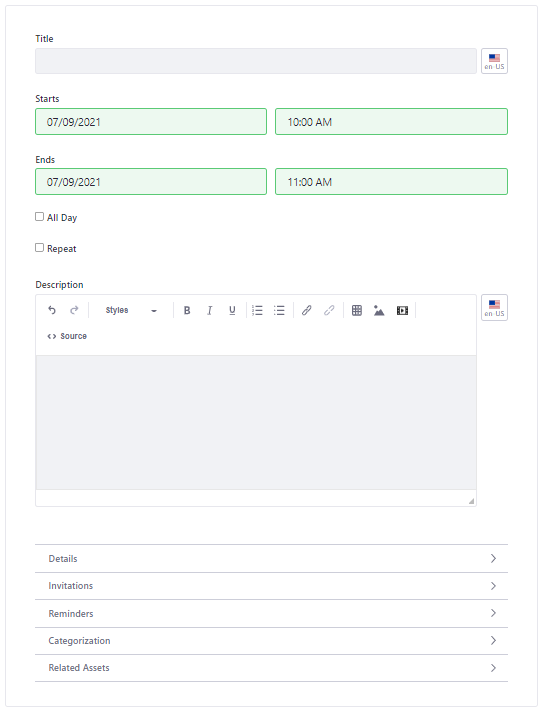 Title
en-US
Starts
07/09/2021 10:00 AM
Ends
07/09/2021 11:00 AM
All Day
Repeat
Description
Styles B I U
en-US
Source
Details
Invitations
Reminders
Categorization
Related Assets